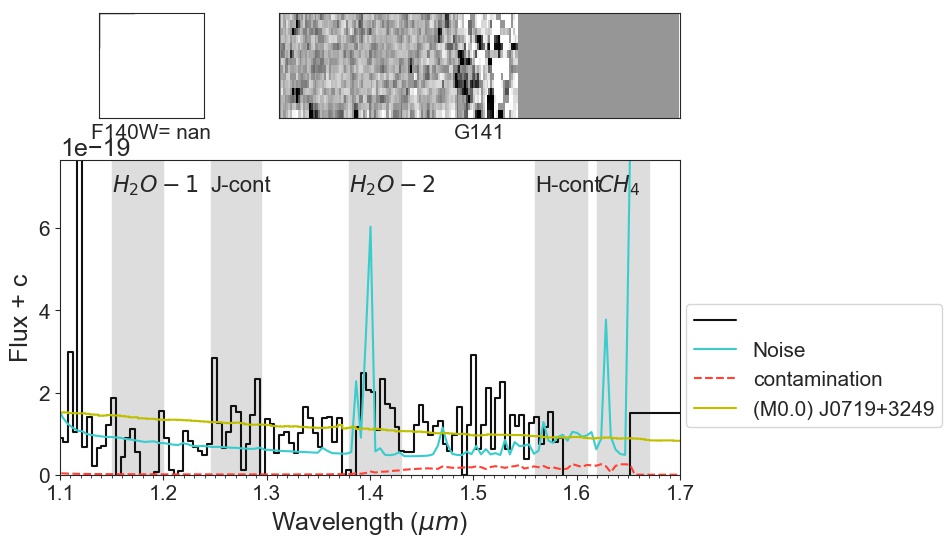 F140W= nan
G141
1e−19
H₂O − 1
J-cont
H₂O − 2
H-cont
CH₄
6
4
2
0
Flux + c
1.1
1.2
1.3
1.4
1.5
1.6
1.7
Wavelength (μm)
Noise
contamination
(M0.0) J0719+3249